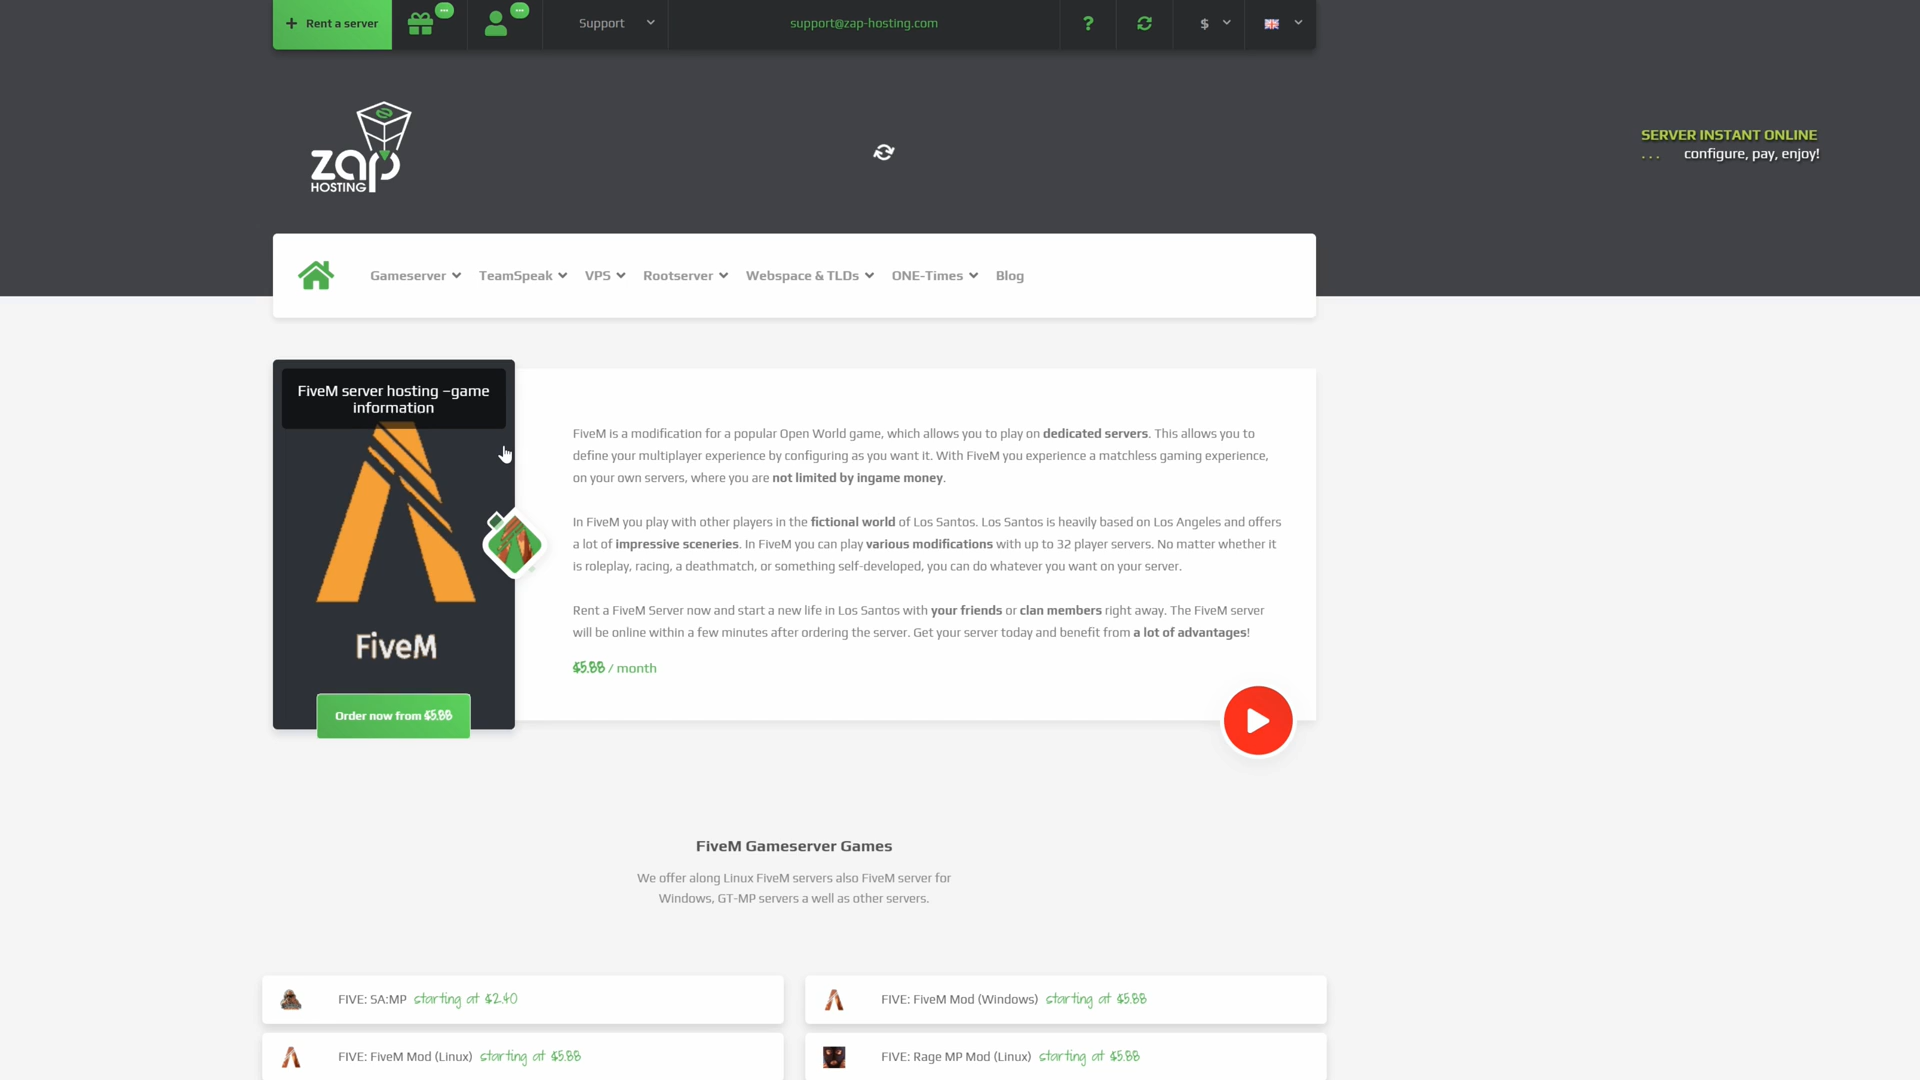 Rent a server
Support
support@zap-hosting.com
?
$
SERVER INSTANT ONLINE
... configure, pay, enjoy!
zap
HOSTING
Gameserver
TeamSpeak
VPS
Rootserver
Webspace & TLDs
ONE-Times
Blog
FiveM server hosting –game
information
FiveM is a modification for a popular Open World game, which allows you to play on dedicated servers. This allows you to
define your multiplayer experience by configuring as you want it. With FiveM you experience a matchless gaming experience,
on your own servers, where you are not limited by ingame money.
In FiveM you play with other players in the fictional world of Los Santos. Los Santos is heavily based on Los Angeles and offers
a lot of impressive sceneries. In FiveM you can play various modifications with up to 32 player servers. No matter whether it
is roleplay, racing, a deathmatch, or something self-developed, you can do whatever you want on your server.
Rent a FiveM Server now and start a new life in Los Santos with your friends or clan members right away. The FiveM server
will be online within a few minutes after ordering the server. Get your server today and benefit from a lot of advantages!
$5.88 / month
FiveM
Order now from $5.88
FiveM Gameserver Games
We offer along Linux FiveM servers also FiveM server for
Windows, GT-MP servers a well as other servers.
FIVE: SA:MP starting at $2.40
FIVE: FiveM Mod (Windows) starting at $5.88
FIVE: FiveM Mod (Linux) starting at $5.88
FIVE: Rage MP Mod (Linux) starting at $5.88